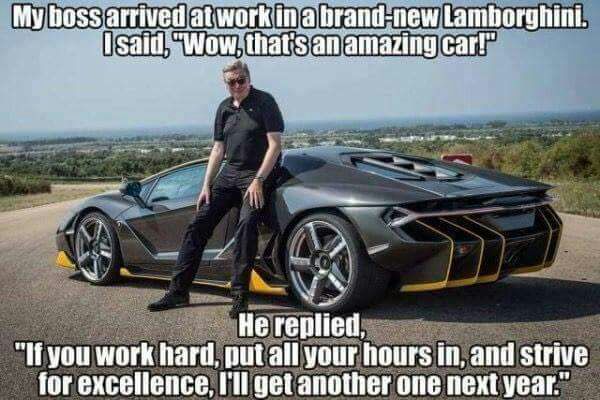 My boss arrived at work in a brand-new Lamborghini.
I said, "Wow, that's an amazing car!"
He replied,
"If you work hard, put all your hours in, and strive
for excellence, I'll get another one next year."